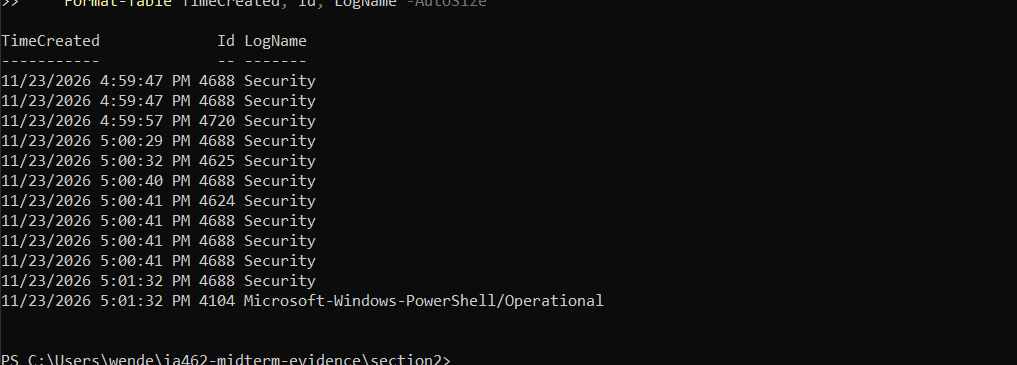 >>     Format-Table TimeCreated, Id, LogName -AutoSize
TimeCreated            Id LogName
-----------            -- -------
11/23/2026 4:59:47 PM 4688 Security
11/23/2026 4:59:47 PM 4688 Security
11/23/2026 4:59:57 PM 4720 Security
11/23/2026 5:00:29 PM 4688 Security
11/23/2026 5:00:32 PM 4625 Security
11/23/2026 5:00:40 PM 4688 Security
11/23/2026 5:00:41 PM 4624 Security
11/23/2026 5:00:41 PM 4688 Security
11/23/2026 5:00:41 PM 4688 Security
11/23/2026 5:00:41 PM 4688 Security
11/23/2026 5:01:32 PM 4688 Security
11/23/2026 5:01:32 PM 4104 Microsoft-Windows-PowerShell/Operational
PS C:\Users\wende\ia462-midterm-evidence\section2>